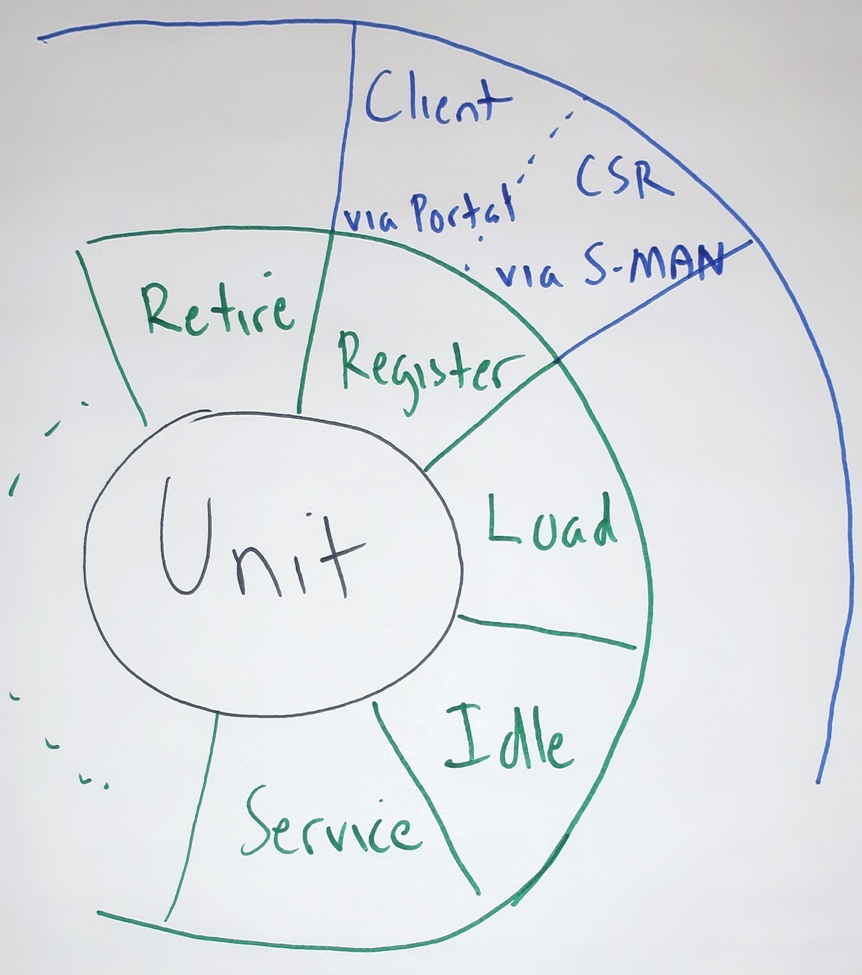 Client
CSR
via Portal
via S-MAN
Retire
Register
Unit
Load
Idle
Service